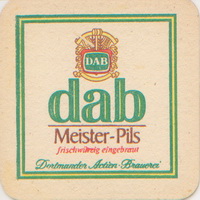 DAB
dab
Meister-Pils
frischwürzig eingebraut
Dortmunder Actien-Brauerei